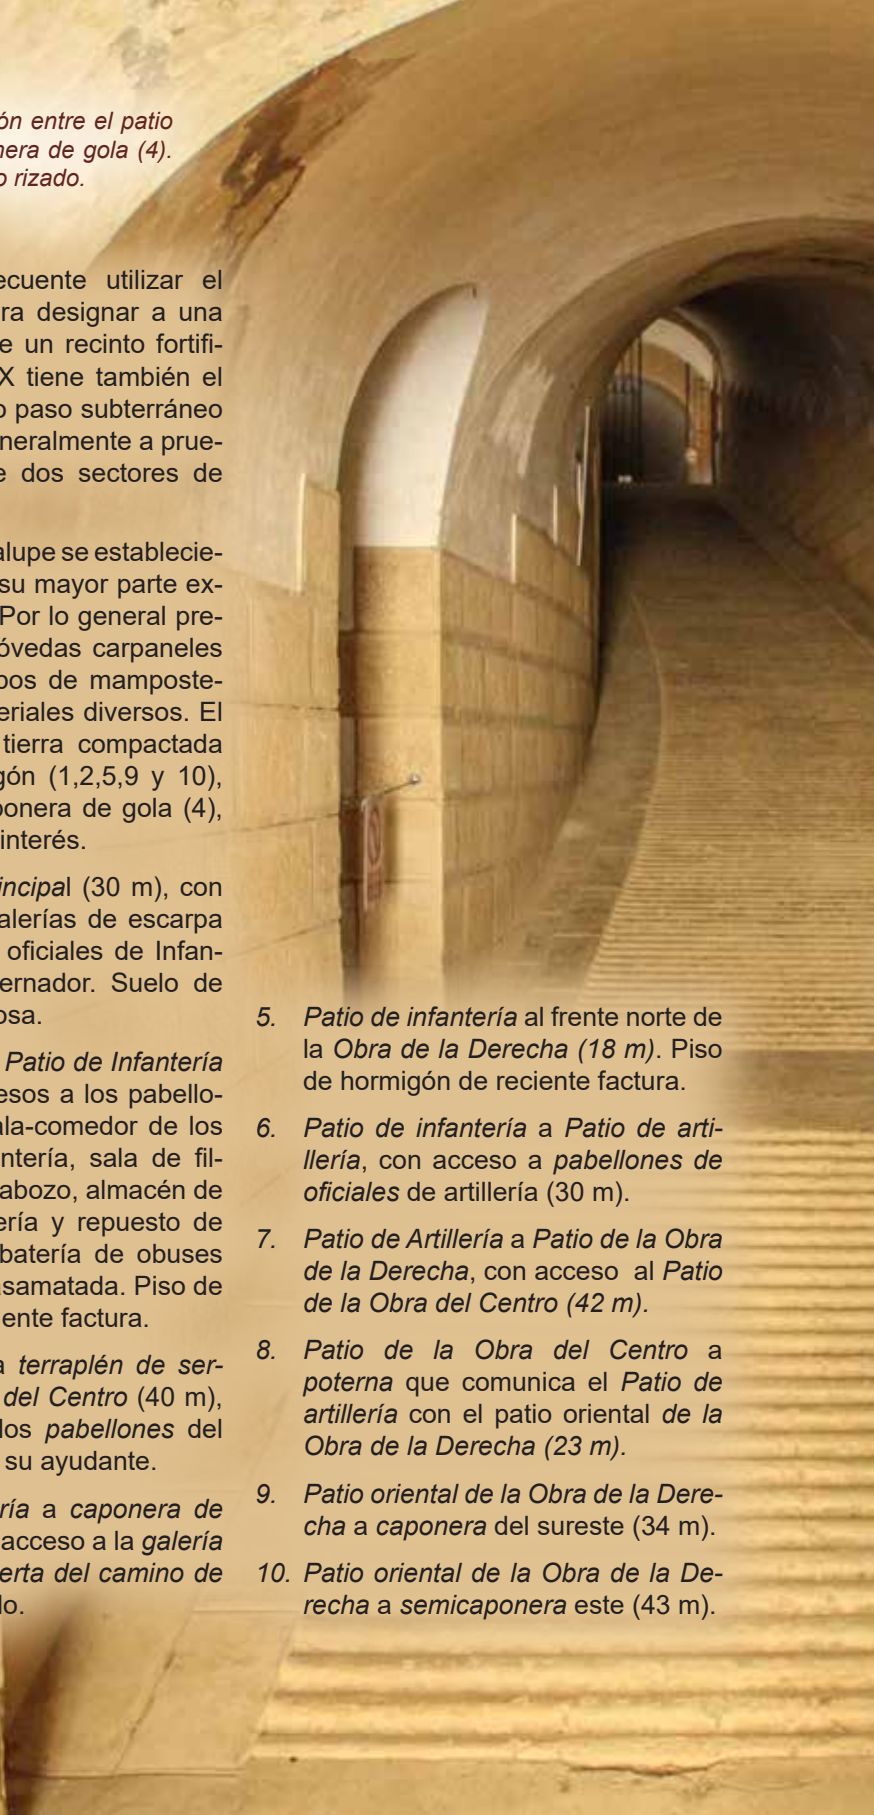 ón entre el patio
nera de gola (4).
o rizado.
ecuente utilizar el
ra designar a una
e un recinto fortifi-
X tiene también el
o paso subterráneo
neralmente a prue-
e dos sectores de
alupe se establecie-
su mayor parte ex-
Por lo general pre-
óvedas carpaneles
pos de mamposte-
eriales diversos. El
tierra compactada
gón (1,2,5,9 y 10),
ponera de gola (4),
interés.
incipal (30 m), con
alerías de escarpa
oficiales de Infan-
ernador. Suelo de
osa.
Patio de Infantería
esos a los pabello-
ala-comedor de los
ntería, sala de fil-
abozo, almacén de
ería y repuesto de
batería de obuses
asamatada. Piso de
ente factura.
a terraplén de ser-
del Centro (40 m),
los pabellones del
su ayudante.
ría a caponera de
acceso a la galería
erta del camino de
lo.
5. Patio de infantería al frente norte de
la Obra de la Derecha (18 m). Piso
de hormigón de reciente factura.
6. Patio de infantería a Patio de arti-
llería, con acceso a pabellones de
oficiales de artillería (30 m).
7. Patio de Artillería a Patio de la Obra
de la Derecha, con acceso al Patio
de la Obra del Centro (42 m).
8. Patio de la Obra del Centro a
poterna que comunica el Patio de
artillería con el patio oriental de la
Obra de la Derecha (23 m).
9. Patio oriental de la Obra de la Dere-
cha a caponera del sureste (34 m).
10. Patio oriental de la Obra de la De-
recha a semicaponera este (43 m).